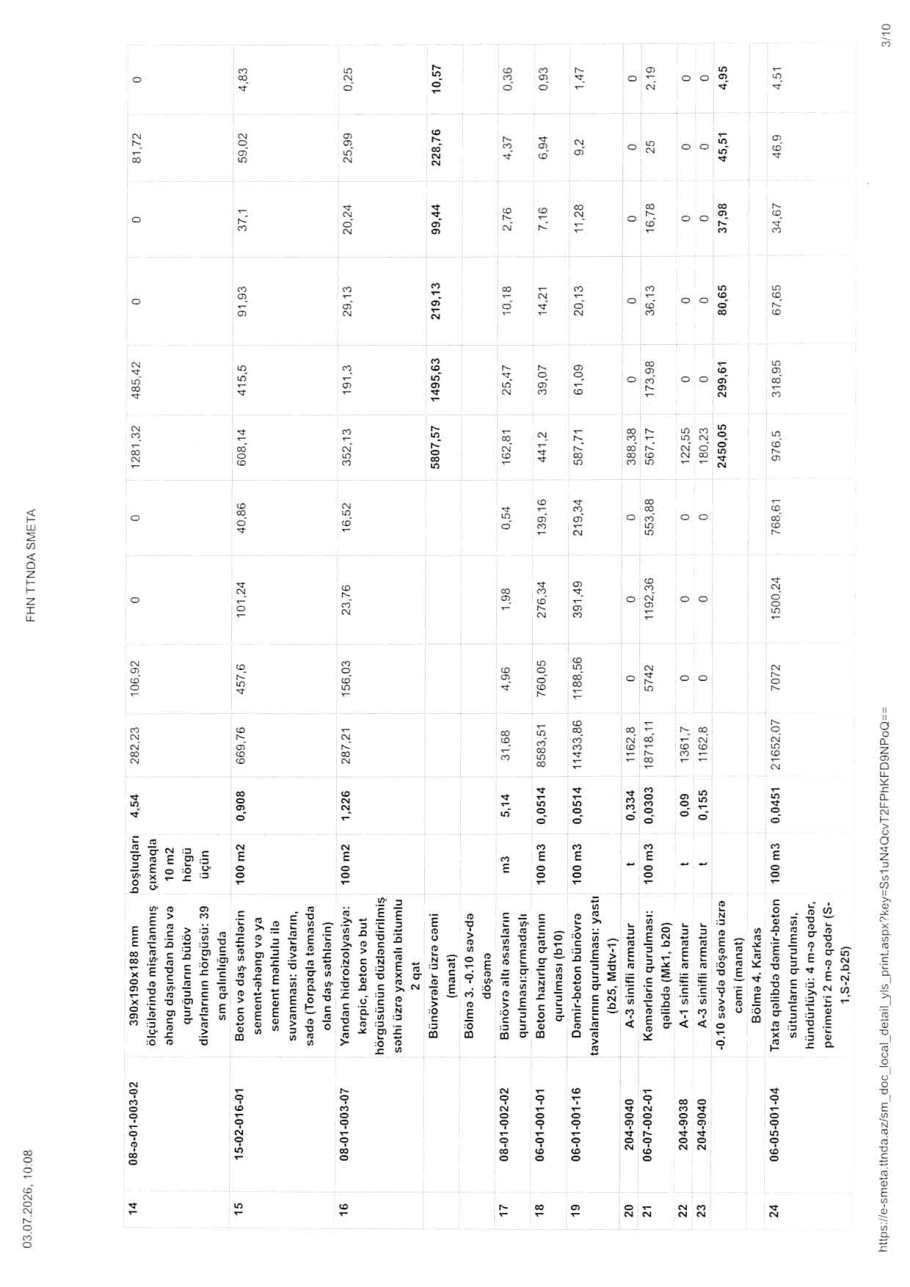 03.07.2026, 10:08
FHN TTNDA SMETA
14 08-ə-01-003-02 390x190x188 mm boşluqları 4,54 282,23 106,92 0 0 1281,32 485,42 0 0 81,72 0
ölçülərində mişarlanmış çıxmaqla
əhəng daşından bina və 10 m2
qurğuların bütöv hörgü
divarlarının hörgüsü: 39 üçün
sm qalınlığında
15 15-02-016-01 Beton və daş səthlərin 100 m2 0,908 669,76 457,6 101,24 40,86 608,14 415,5 91,93 37,1 59,02 4,83
sement-əhəng və ya
sement məhlulu ilə
suvanması: divarların,
sadə (Torpaqla təmasda
olan daş səthlərin)
16 08-01-003-07 Yandan hidroizolyasiya: 100 m2 1,226 287,21 156,03 23,76 16,52 352,13 191,3 29,13 20,24 25,99 0,25
kərpic, beton və but
hörgüsünün düzləndirilmiş
səthi üzrə yaxmalı bitumlu
2 qat
Bünövrələr üzrə cəmi 5807,57 1495,63 219,13 99,44 228,76 10,57
(manat)
Bölmə 3. -0.10 səv-də
döşəmə
17 08-01-002-02 Bünövrə altı əsasların m3 5,14 31,68 4,96 1,98 0,54 162,81 25,47 10,18 2,76 4,37 0,36
qurulması:qırmadaşlı
18 06-01-001-01 Beton hazırlıq qatının 100 m3 0,0514 8583,51 760,05 276,34 139,16 441,2 39,07 14,21 7,16 6,94 0,93
qurulması (b10)
19 06-01-001-16 Dəmir-beton bünövrə 100 m3 0,0514 11433,86 1188,56 391,49 219,34 587,71 61,09 20,13 11,28 9,2 1,47
tavalarının qurulması: yastı
(b25, Mdtv-1)
20 204-9040 A-3 sinifli armatur t 0,334 1162,8 0 0 0 388,38 0 0 0 0 0
21 06-07-002-01 Kəmərlərin qurulması: 100 m3 0,0303 18718,11 5742 1192,36 553,88 567,17 173,98 36,13 16,78 25 2,19
qəlibdə (Mk1, b20)
22 204-9038 A-1 sinifli armatur t 0,09 1361,7 0 0 0 122,55 0 0 0 0 0
23 204-9040 A-3 sinifli armatur t 0,155 1162,8 0 0 0 180,23 0 0 0 0 0
-0.10 səv-də döşəmə üzrə 2450,05 299,61 80,65 37,98 45,51 4,95
cəmi (manat)
Bölmə 4. Karkas
24 06-05-001-04 Taxta qəlibdə dəmir-beton 100 m3 0,0451 21652,07 7072 1500,24 768,61 976,5 318,95 67,65 34,67 46,9 4,51
sütunların qurulması,
hündürlüyü: 4 m-ə qədər,
perimetri 2 m-ə qədər (S-
1,S-2,b25)
https://e-smeta.ttnda.az/sm_doc_local_detail_yls_print.aspx?key=Ss1uN4QcvT2FPhKFD9NPoQ==
3/10